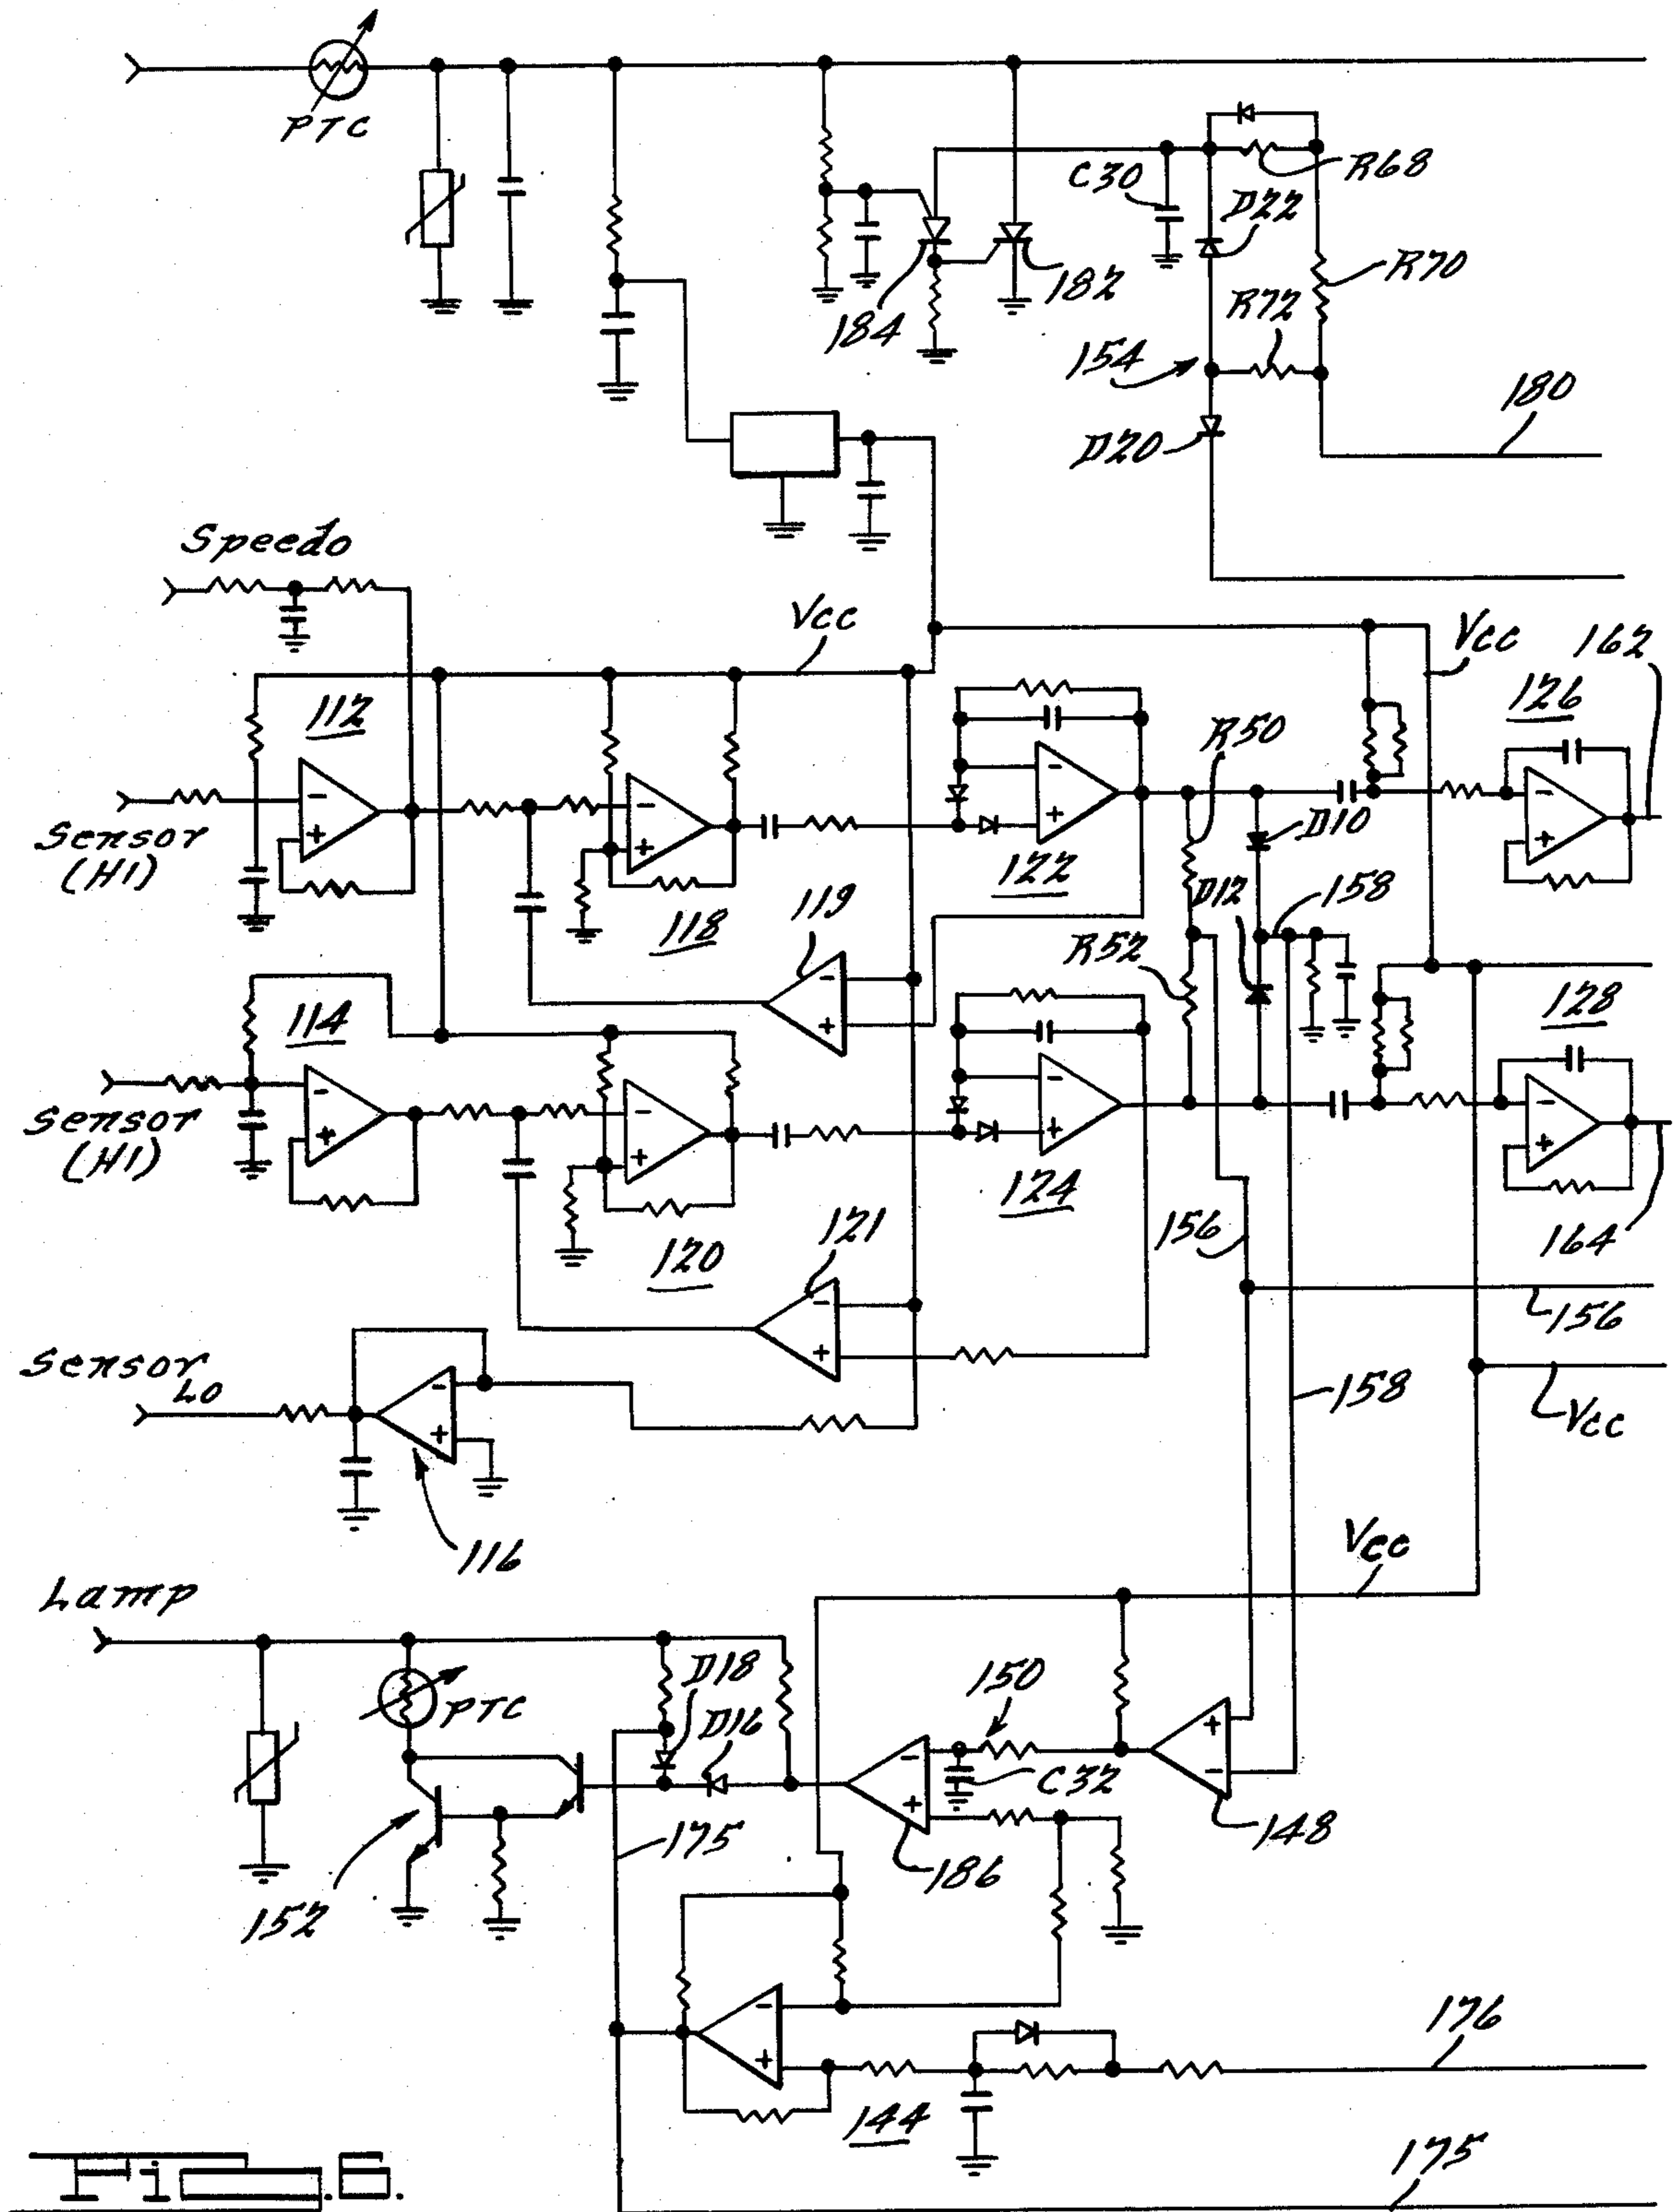 PTC
C30
R68
D22
R70
R72
184
182
154
180
D20
Speedo
Vcc
Vcc
162
112
126
R50
-
-
-
-
+
+
+
+
D10
Sensor
(HI)
122
D12
158
118
119
R52
-
+
114
128
-
-
-
-
+
+
+
+
Sensor
(HI)
124
120
121
156
164
-
+
156
Sensor
LO
-
+
158
Vcc
116
Vcc
Lamp
D18
150
PTC
D16
+
-
-
+
C32
175
148
186
152
-
+
176
144
175
Fig. 6.